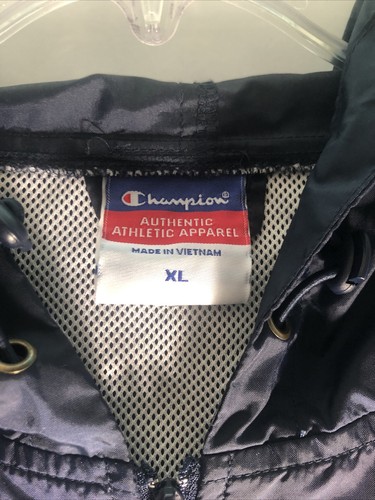 Champion®
AUTHENTIC
ATHLETIC APPAREL
MADE IN VIETNAM
XL